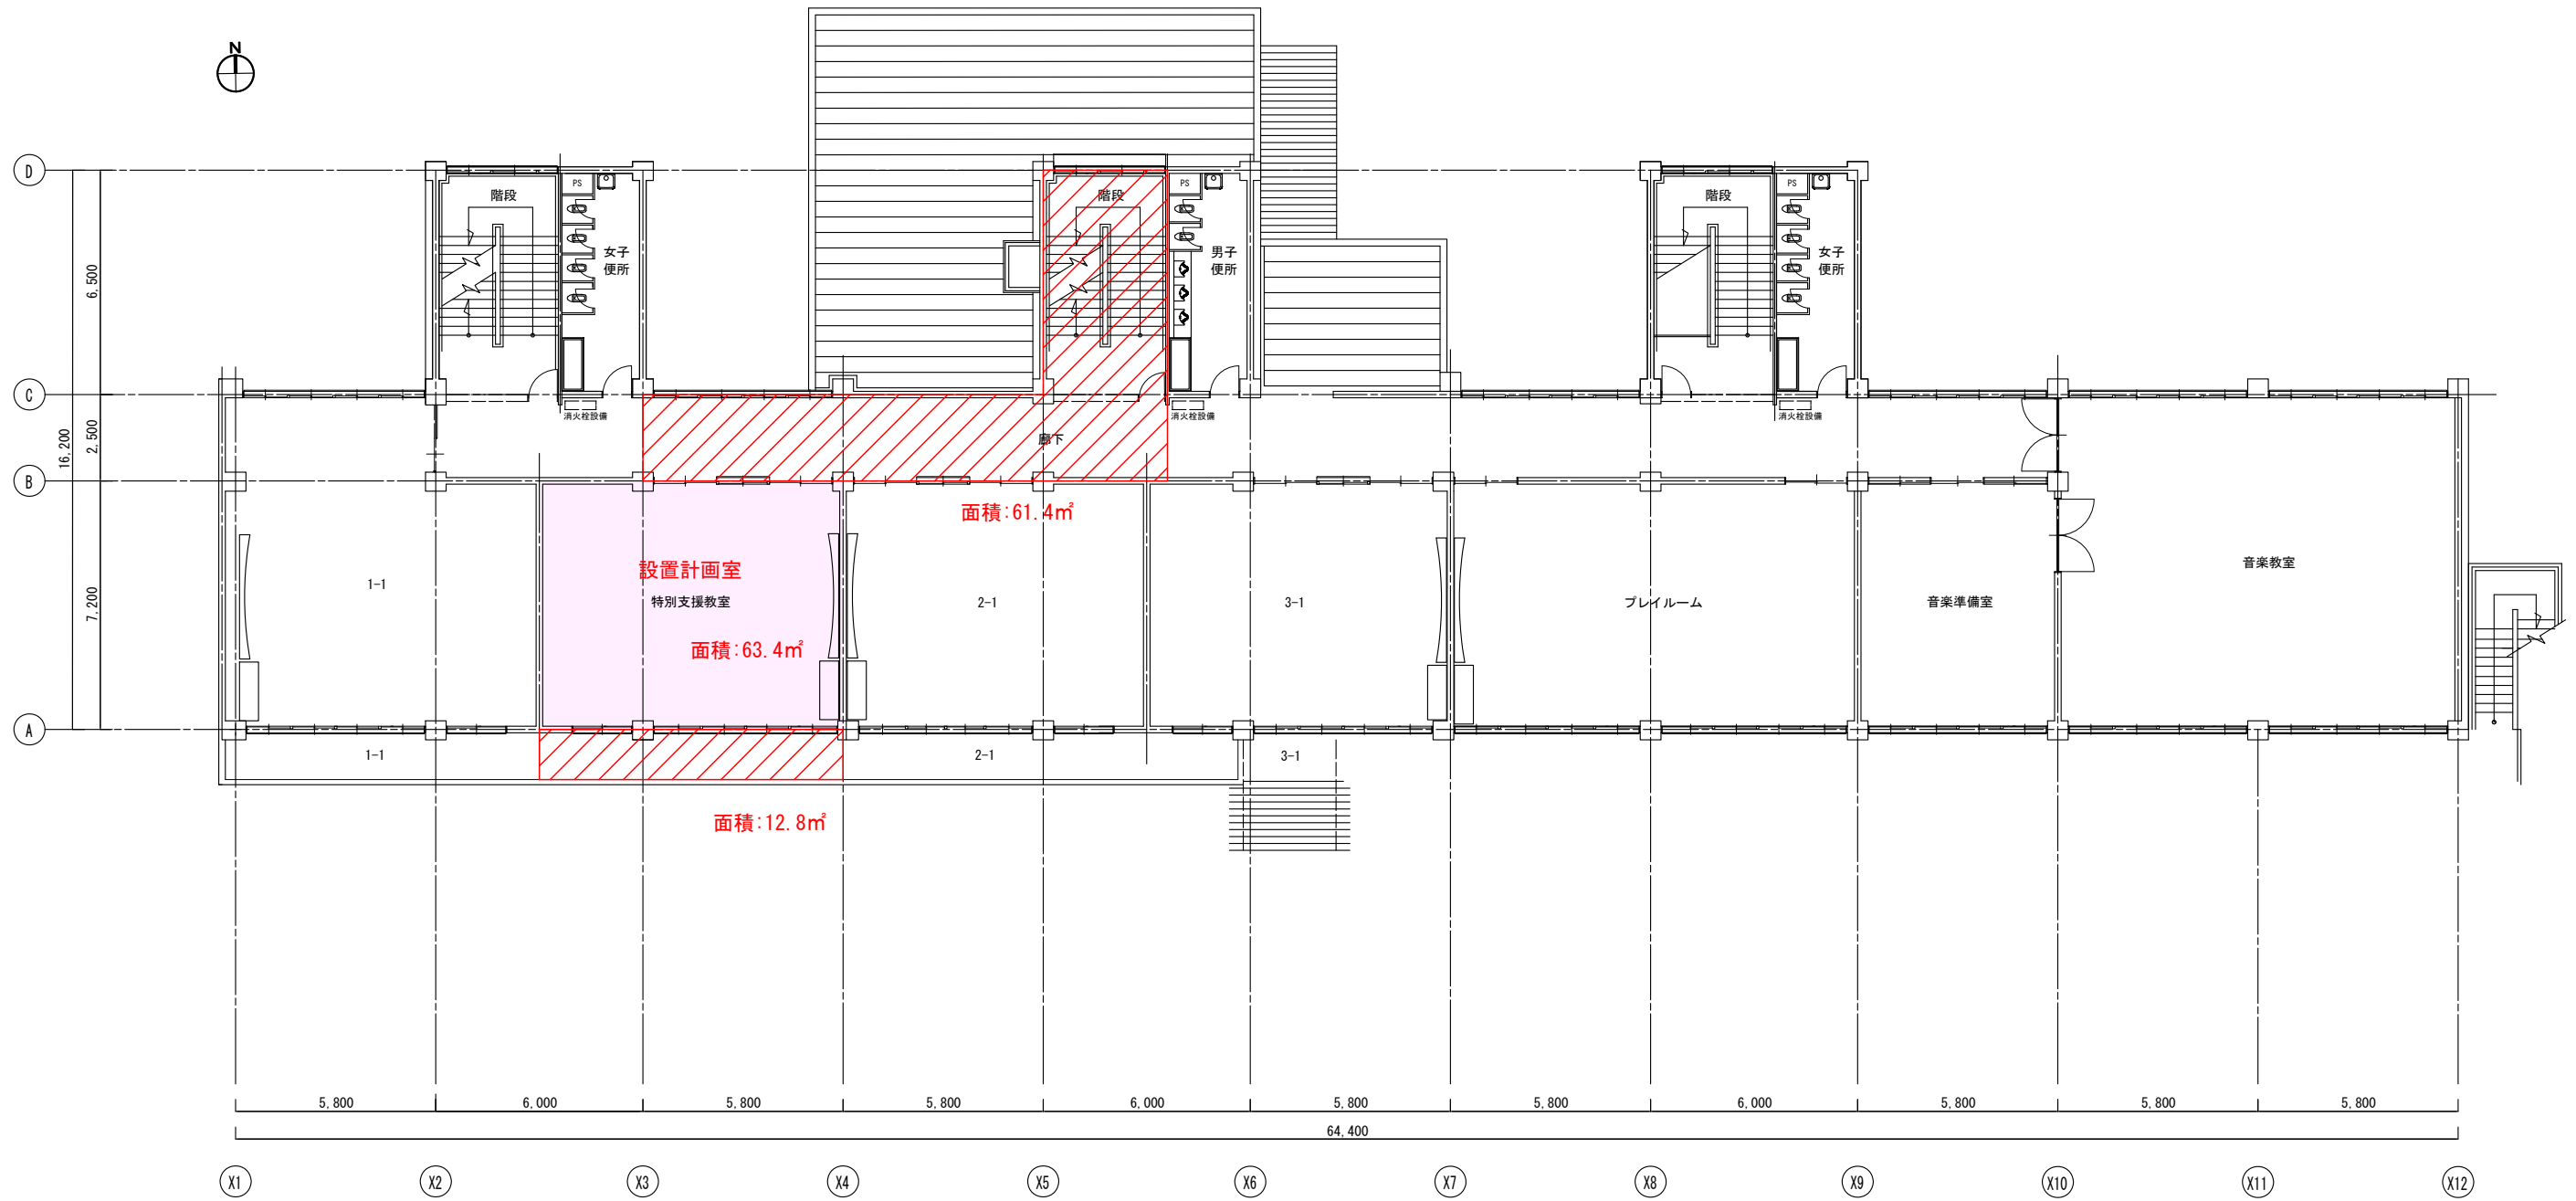 N
D
C
B
A
6,500
2,500
16,200
7,200
階段
PS
女子
便所
消火栓設備
階段
PS
男子
便所
消火栓設備
階段
PS
女子
便所
消火栓設備
廊下
面積:61.4㎡
1-1
設置計画室
特別支援教室
面積:63.4㎡
2-1
3-1
プレイルーム
音楽準備室
音楽教室
1-1
2-1
3-1
面積:12.8㎡
5,800
6,000
5,800
5,800
6,000
5,800
5,800
6,000
5,800
5,800
5,800
64,400
X1
X2
X3
X4
X5
X6
X7
X8
X9
X10
X11
X12